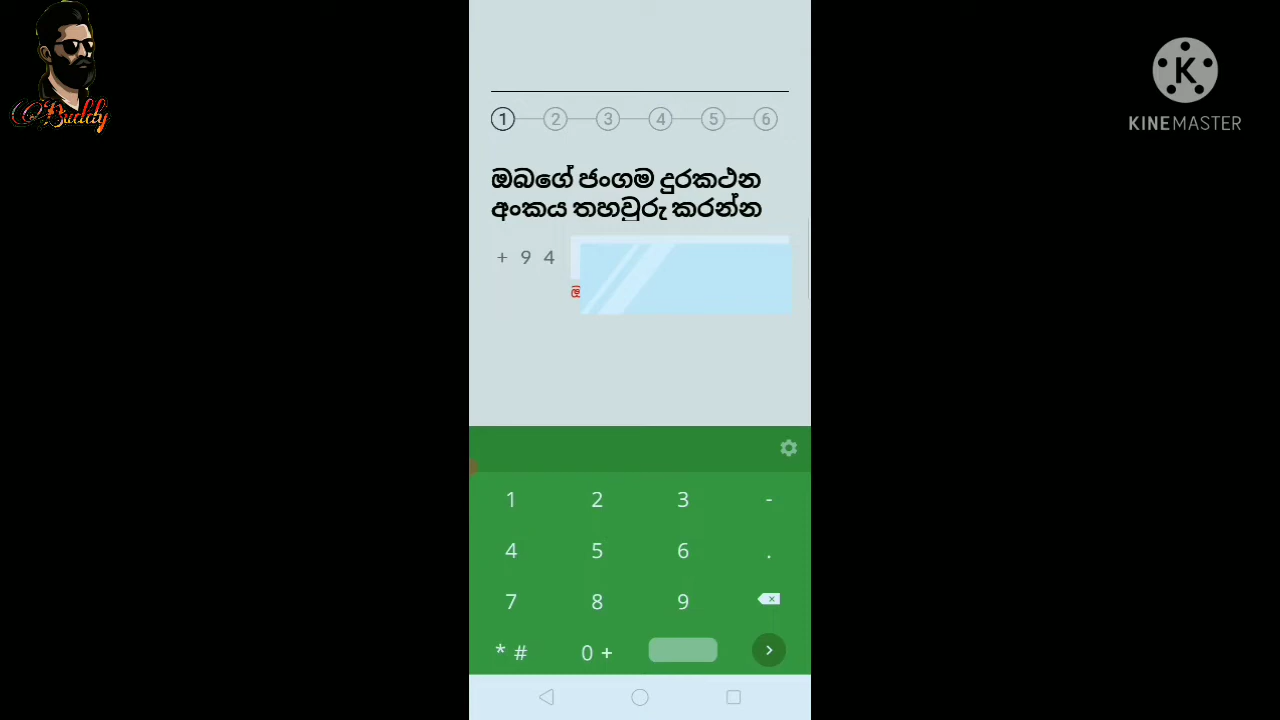 Buddy
KINEMASTER
1 2 3 4 5 6
ඔබගේ ජංගම දුරකථන
අංකය තහවුරු කරන්න
+ 9 4
ඔ
1 2 3 -
4 5 6 .
7 8 9
* # 0 +